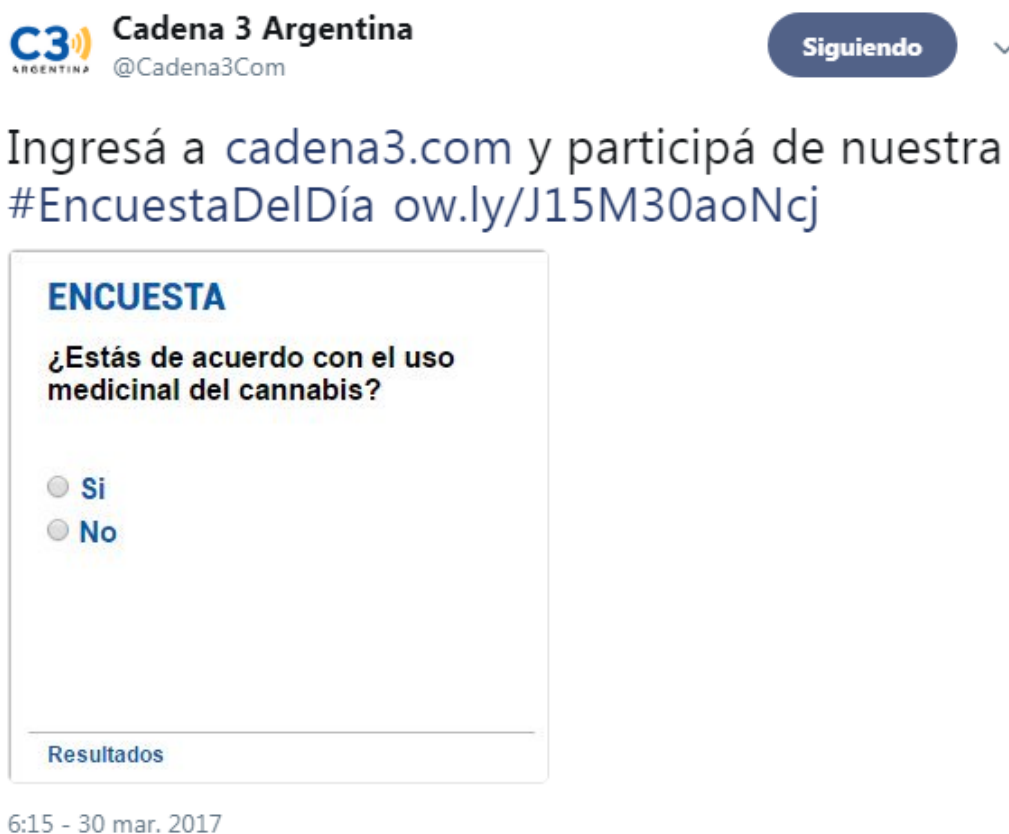 C3
ARGENTINA
Cadena 3 Argentina
@Cadena3Com
Siguiendo
Ingresá a cadena3.com y participá de nuestra
#EncuestaDelDía ow.ly/J15M30aoNcj
ENCUESTA
¿Estás de acuerdo con el uso
medicinal del cannabis?
Si
No
Resultados
6:15 - 30 mar. 2017